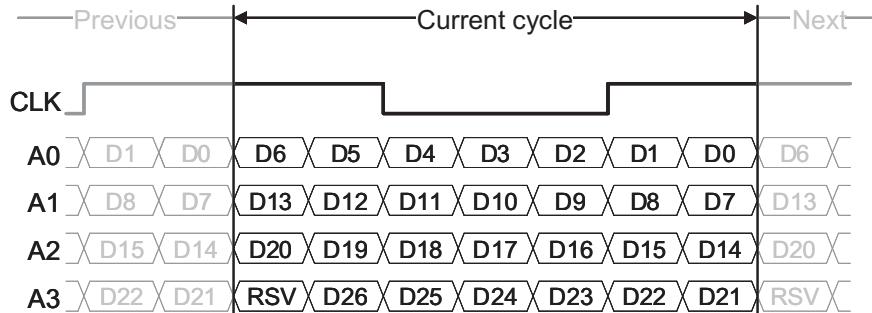 Previous Current cycle Next
CLK
A0 D1 D0 D6 D5 D4 D3 D2 D1 D0 D6
A1 D8 D7 D13 D12 D11 D10 D9 D8 D7 D13
A2 D15 D14 D20 D19 D18 D17 D16 D15 D14 D20
A3 D22 D21 RSV D26 D25 D24 D23 D22 D21 RSV